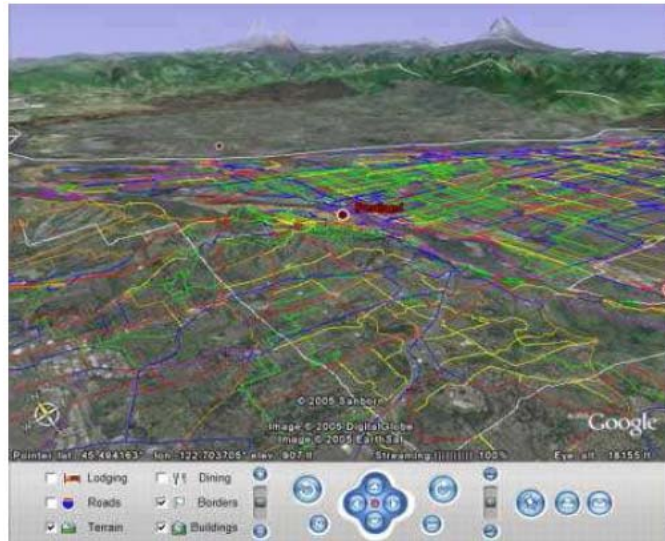 Portland
© 2005 Sanborn
Image © 2005 DigitalGlobe
Image © 2005 EarthSat
Google
Pointer lat 45.494163° lon -122.703705° elev 907 ft Streaming |||||||||| 100% Eye alt 18155 ft
Lodging Dining
Roads Borders
Terrain Buildings